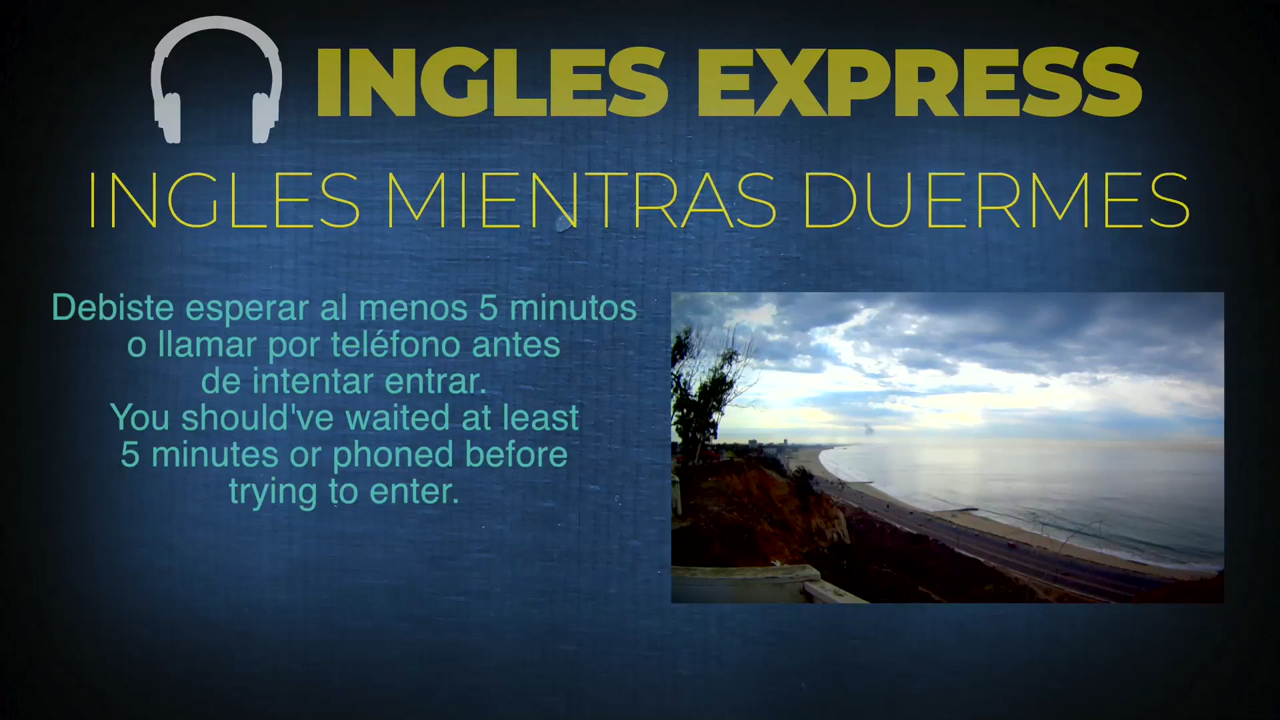 INGLES EXPRESS
INGLES MIENTRAS DUERMES
Debiste esperar al menos 5 minutos
o llamar por teléfono antes
de intentar entrar.
You should've waited at least
5 minutes or phoned before
trying to enter.